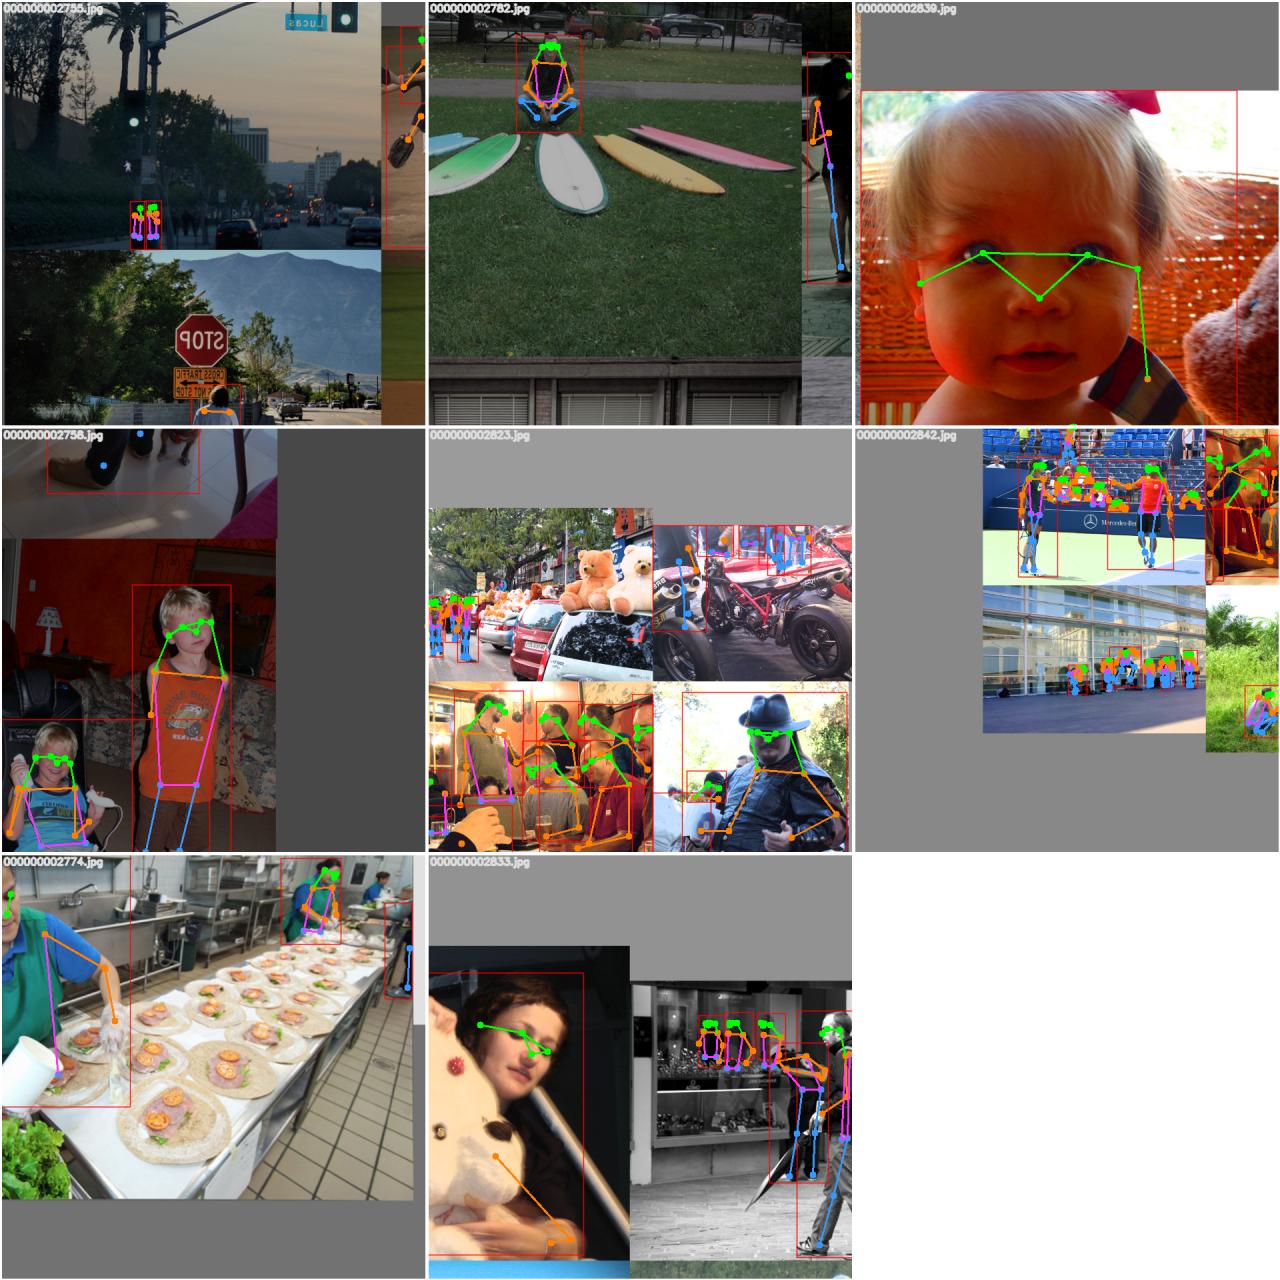 000000002755.jpg
000000002782.jpg
000000002839.jpg
Lucas
STOP
CROSS TRAFFIC
NOT STOP
000000002758.jpg
000000002823.jpg
000000002842.jpg
Mercedes-Benz
000000002774.jpg
000000002833.jpg